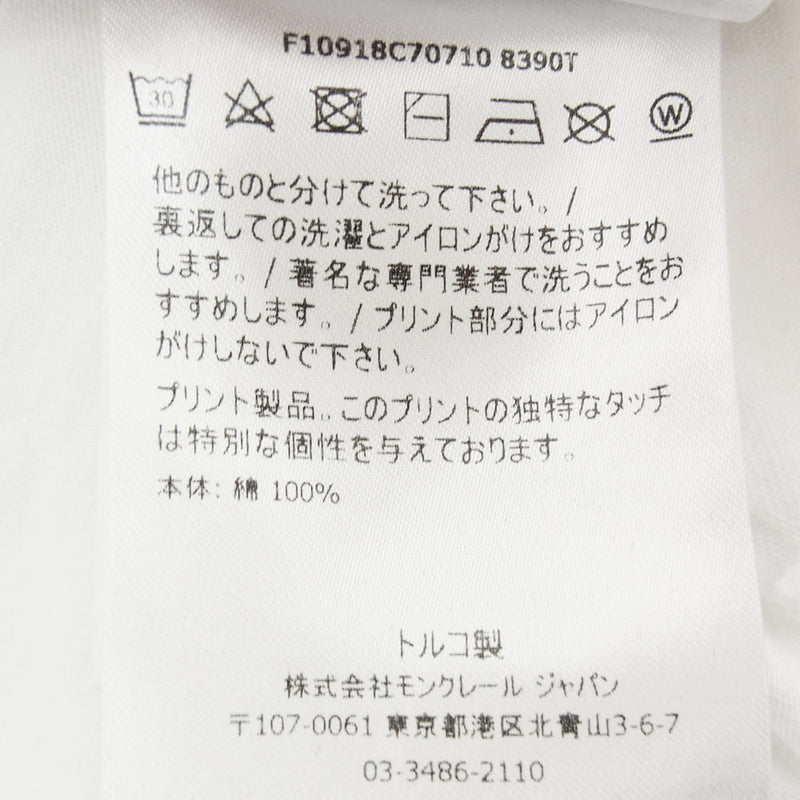 F10918C70710 8390T
30
W
他のものと分けて洗って下さい。/
裏返しての洗濯とアイロンがけをおすすめ
します。/ 著名な専門業者で洗うことをお
すすめします。/ プリント部分にはアイロン
がけしないで下さい。
プリント製品。このプリントの独特なタッチ
は特別な個性を与えております。
本体: 綿 100%
トルコ製
株式会社モンクレール ジャパン
〒107-0061 東京都港区北青山3-6-7
03-3486-2110